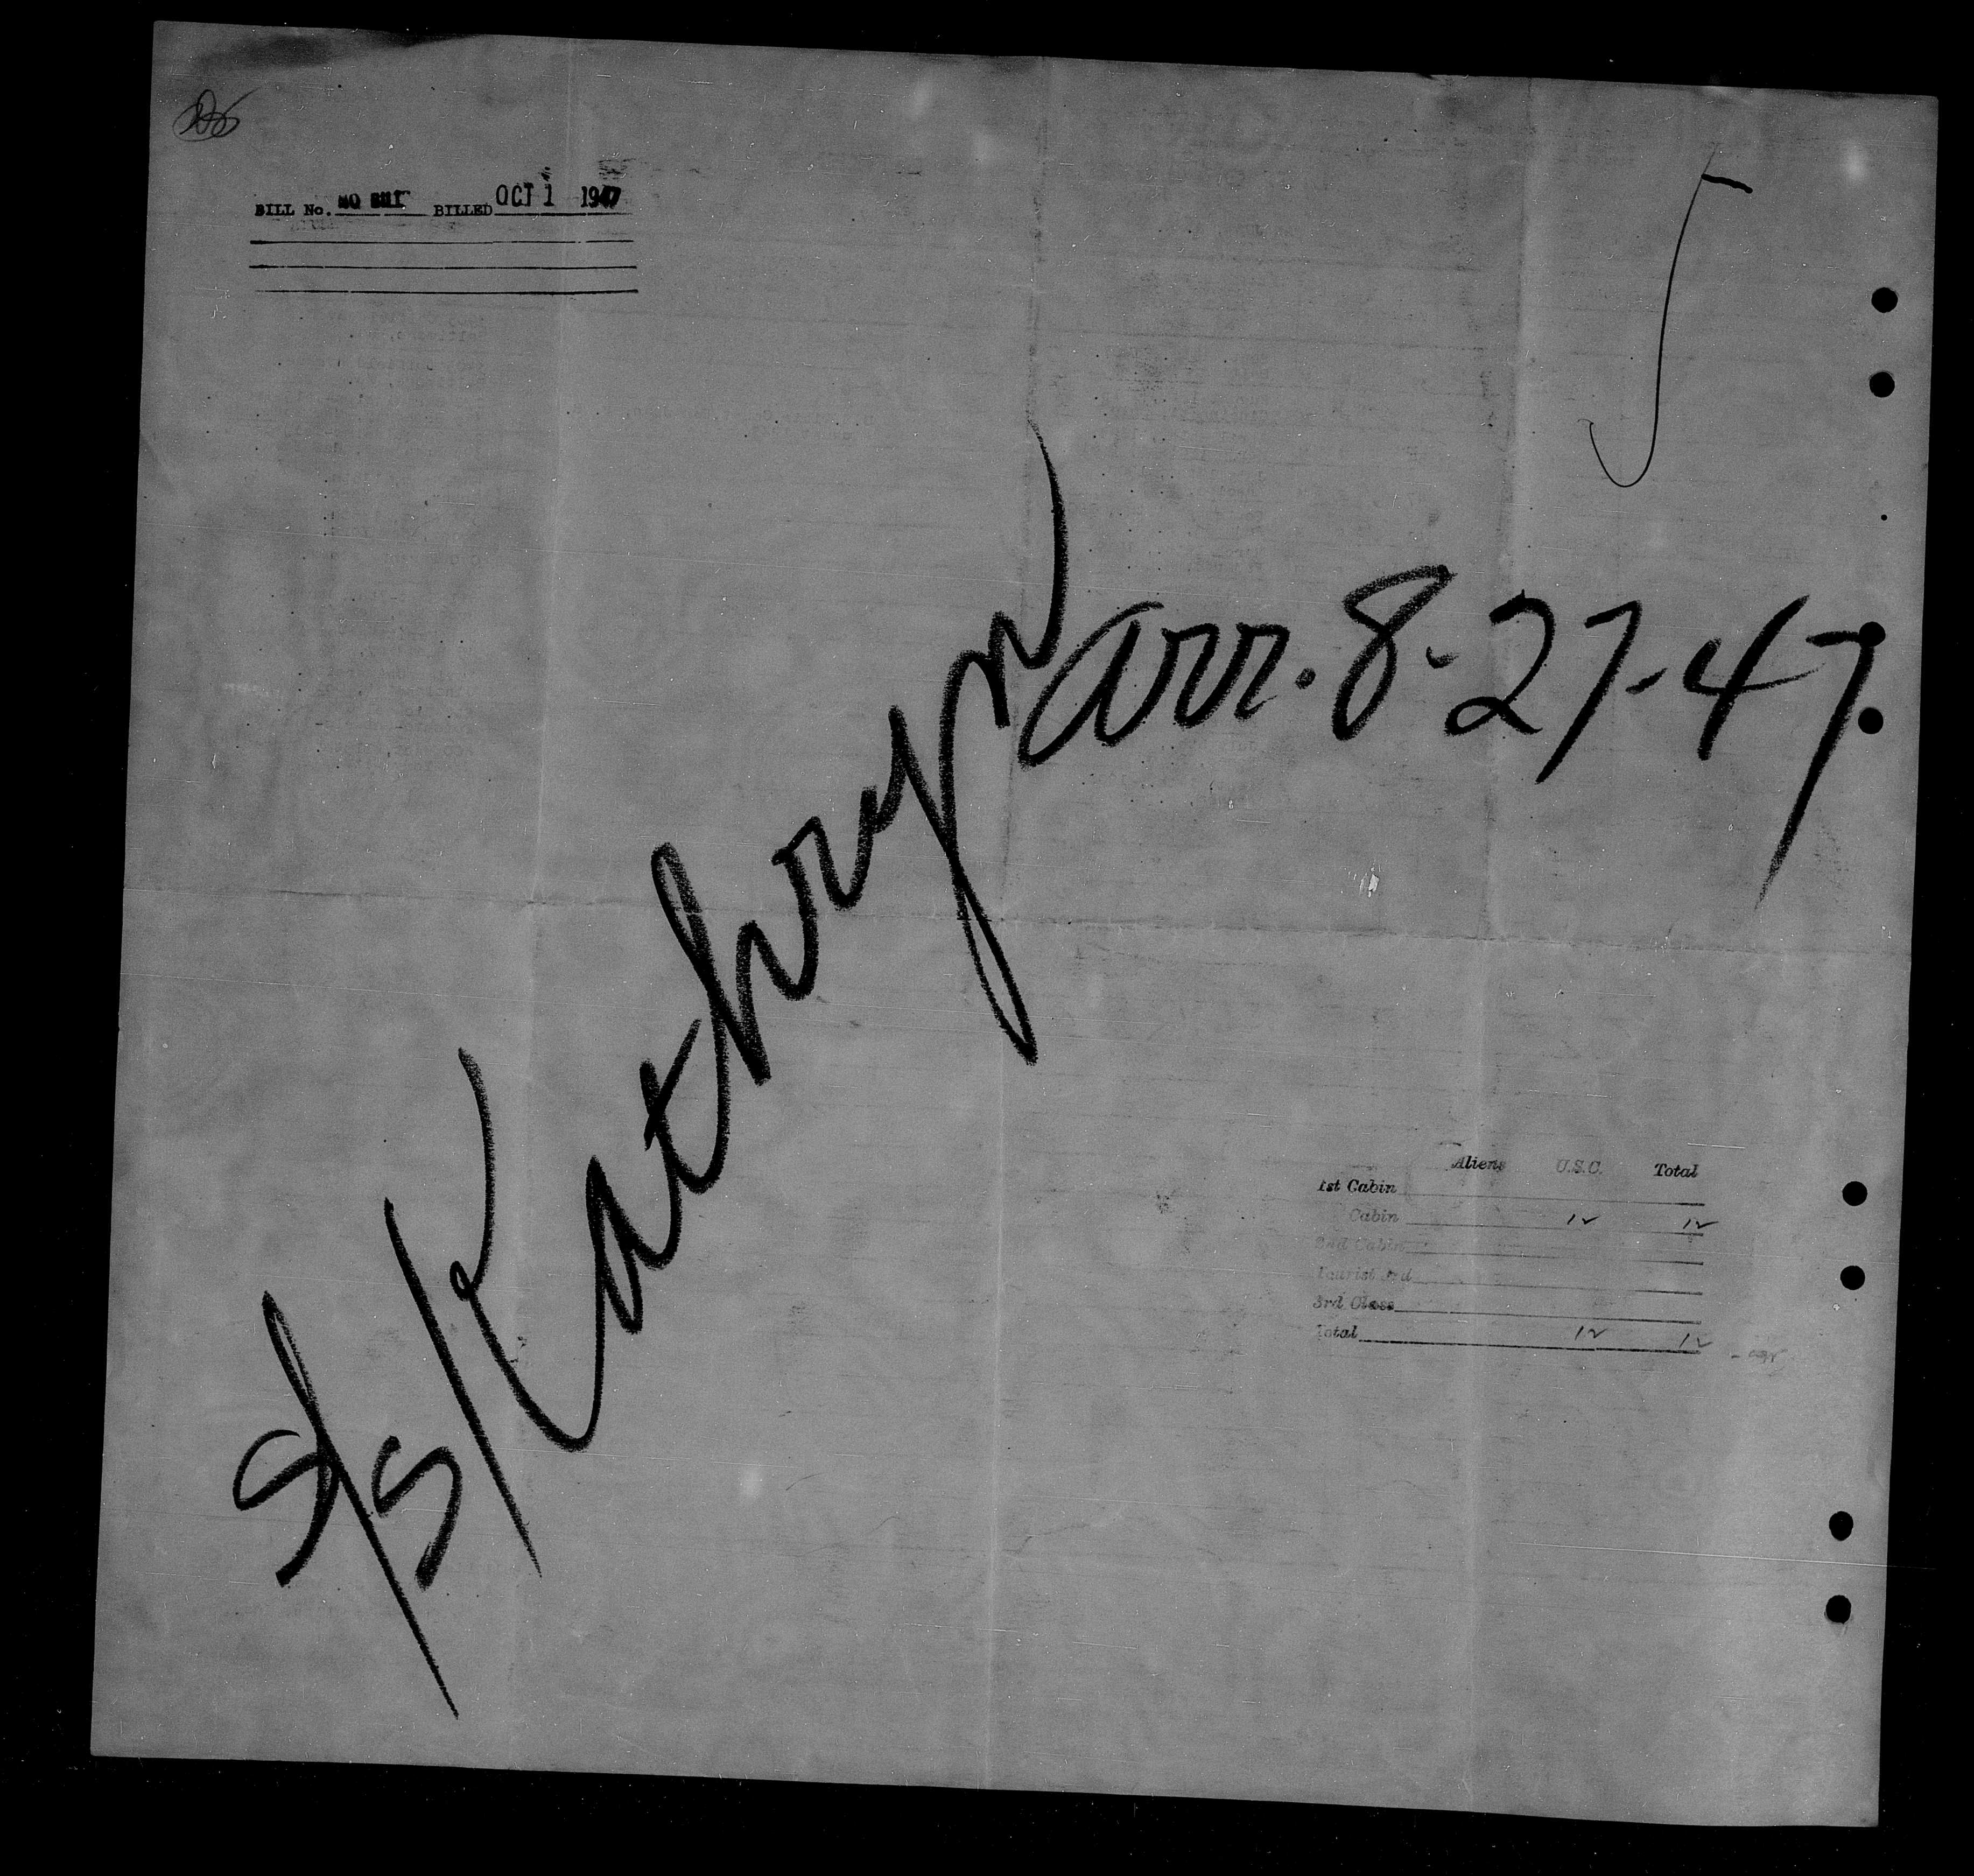 BILL No. NO BILL BILLED OCT 1 1947
S/S Kathryn
arr. 8-27-47
Aliens U.S.C. Total
1st Cabin
Cabin 12 12
2nd Cabin
Tourist 3rd
3rd Class
Total 12 12